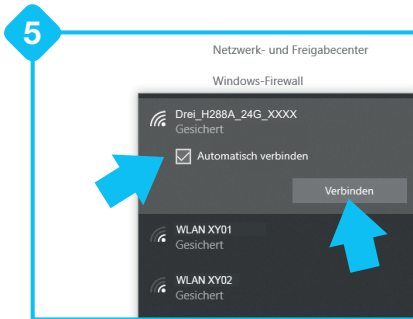 5
Netzwerk- und Freigabecenter
Windows-Firewall
Drei_H288A_24G_XXXX
Gesichert
Automatisch verbinden
Verbinden
WLAN XY01
Gesichert
WLAN XY02
Gesichert